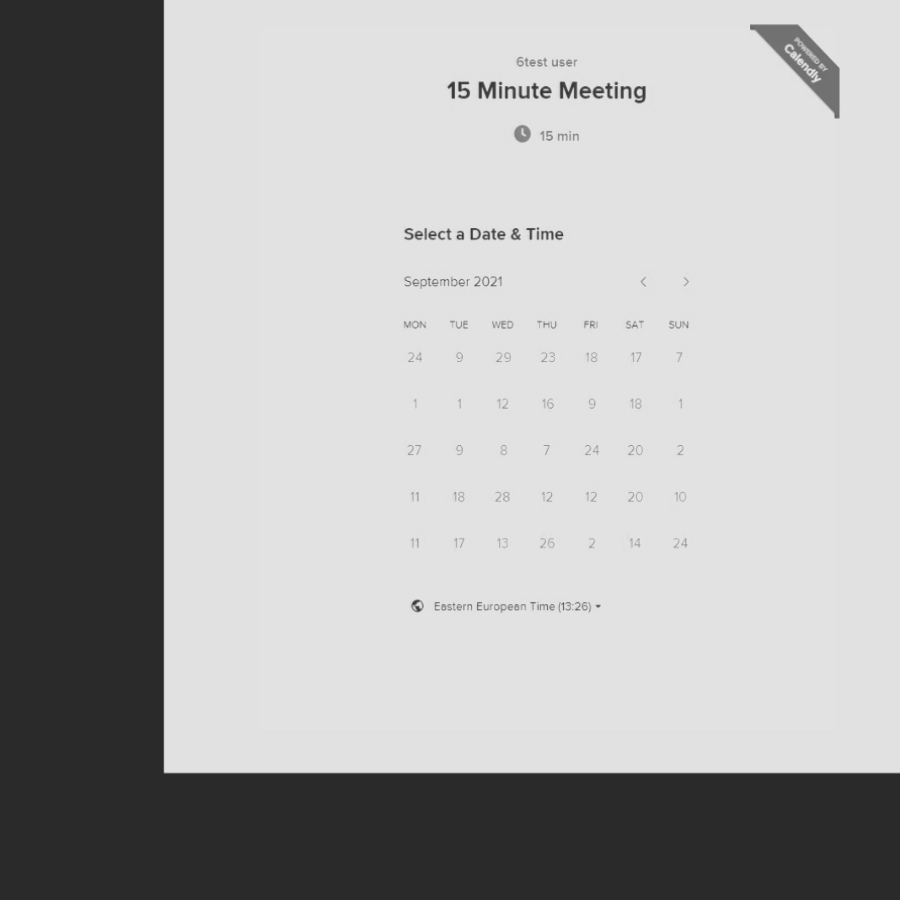 POWERED BY
Calendly
6test user
15 Minute Meeting
15 min
Select a Date & Time
September 2021
MON TUE WED THU FRI SAT SUN
24 9 29 23 18 17 7
1 1 12 16 9 18 1
27 9 8 7 24 20 2
11 18 28 12 12 20 10
11 17 13 26 2 14 24
Eastern European Time (13:26)